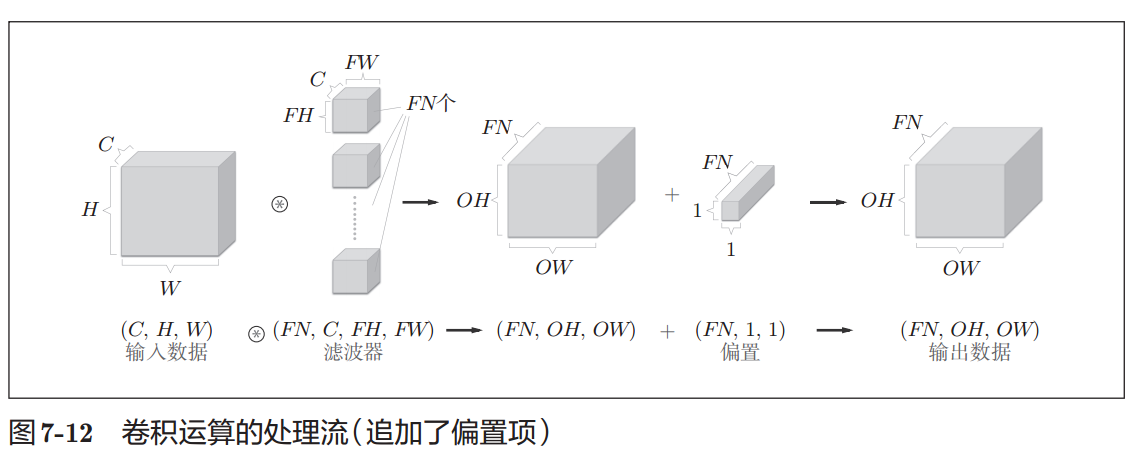 FW
C
FH
FN个
C
H
W
⊛
FN
OH
OW
+
FN
1
1
FN
OH
OW
(C, H, W) ⊛ (FN, C, FH, FW) → (FN, OH, OW) + (FN, 1, 1) → (FN, OH, OW)
输入数据 滤波器 偏置 输出数据
图7-12 卷积运算的处理流(追加了偏置项)